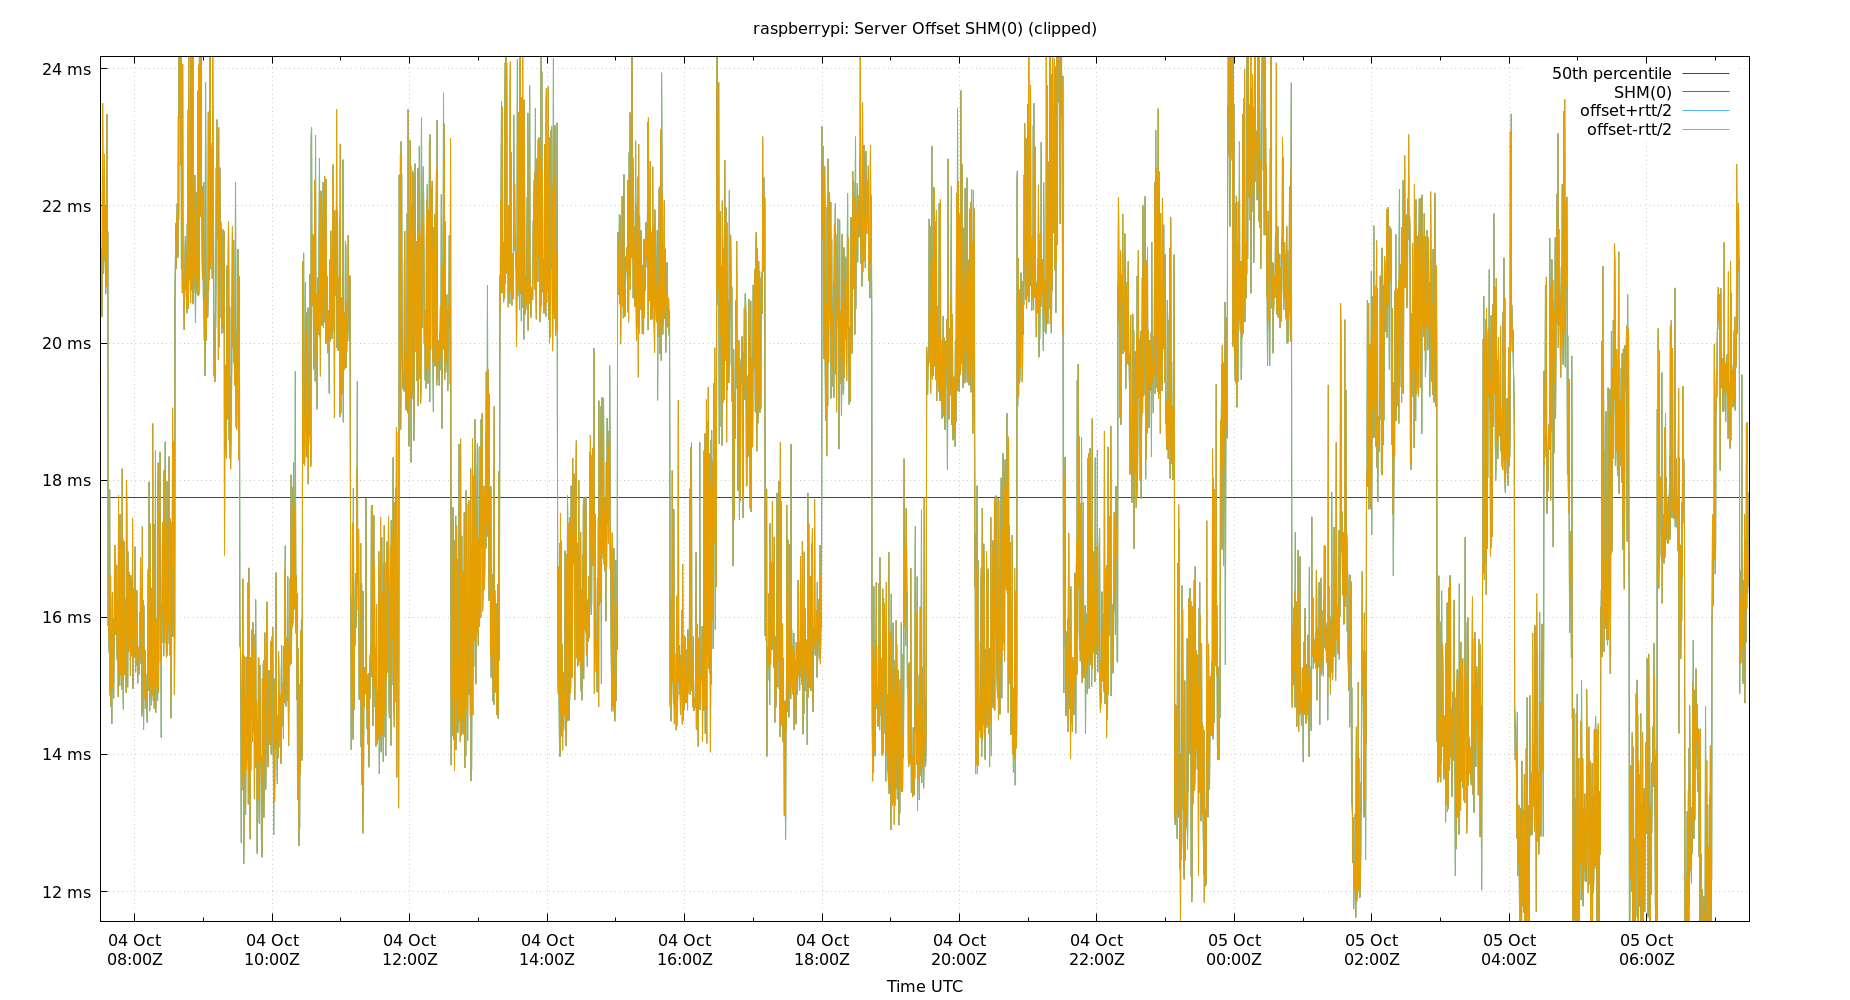 raspberrypi: Server Offset SHM(0) (clipped)
50th percentile
SHM(0)
offset+rtt/2
offset-rtt/2
24 ms
22 ms
20 ms
18 ms
16 ms
14 ms
12 ms
04 Oct 04 Oct 04 Oct 04 Oct 04 Oct 04 Oct 04 Oct 04 Oct 05 Oct 05 Oct 05 Oct 05 Oct
08:00Z 10:00Z 12:00Z 14:00Z 16:00Z 18:00Z 20:00Z 22:00Z 00:00Z 02:00Z 04:00Z 06:00Z
Time UTC